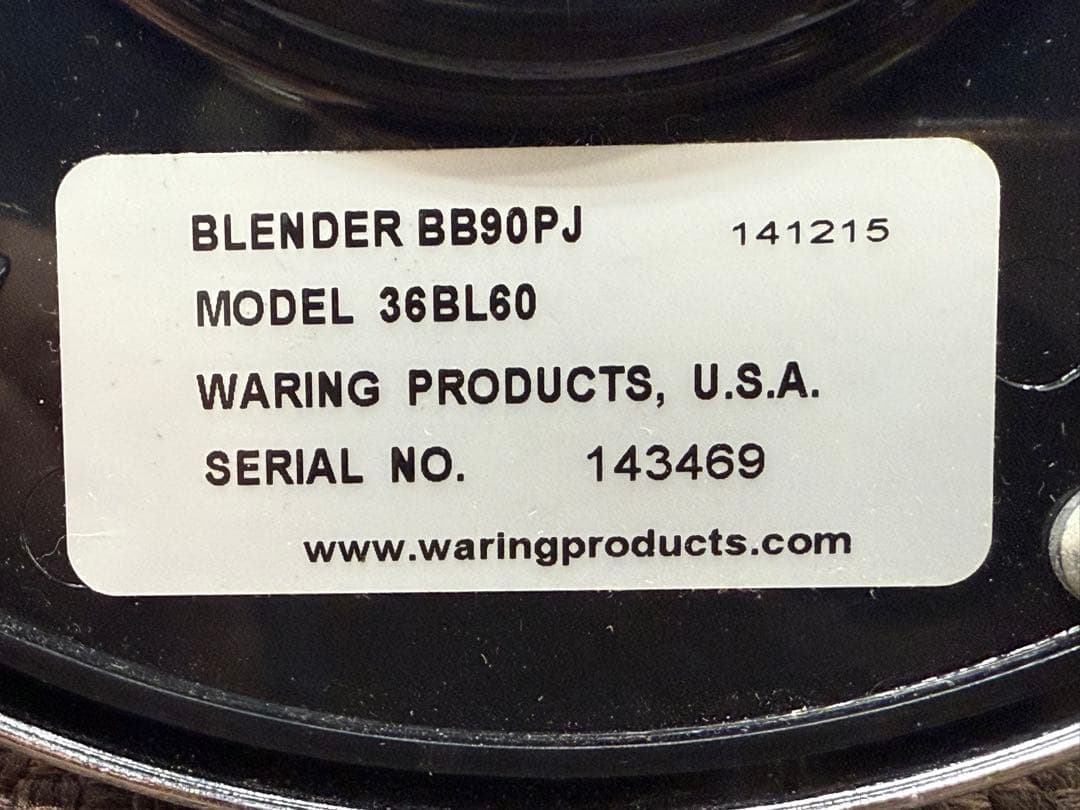 BLENDER BB90PJ 141215
MODEL 36BL60
WARING PRODUCTS, U.S.A.
SERIAL NO. 143469
www.waringproducts.com